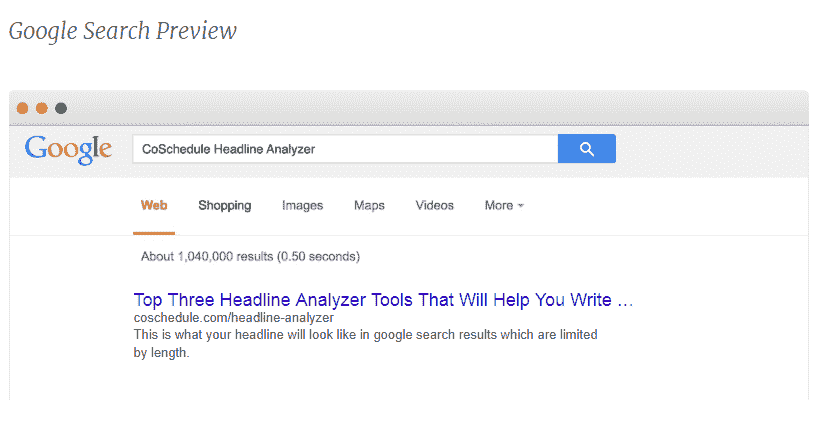 Google Search Preview
Google CoSchedule Headline Analyzer
Web Shopping Images Maps Videos More
About 1,040,000 results (0.50 seconds)
Top Three Headline Analyzer Tools That Will Help You Write ...
coschedule.com/headline-analyzer
This is what your headline will look like in google search results which are limited
by length.